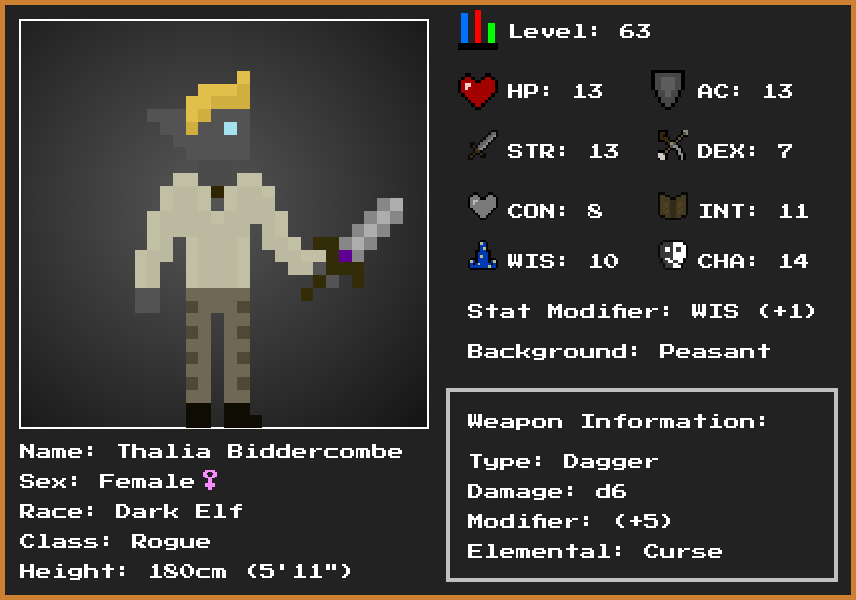 Level: 63
HP: 13
AC: 13
STR: 13
DEX: 7
CON: 8
INT: 11
WIS: 10
CHA: 14
Stat Modifier: WIS (+1)
Background: Peasant
Weapon Information:
Type: Dagger
Damage: d6
Modifier: (+5)
Elemental: Curse
Name: Thalia Biddercombe
Sex: Female♀
Race: Dark Elf
Class: Rogue
Height: 180cm (5'11")